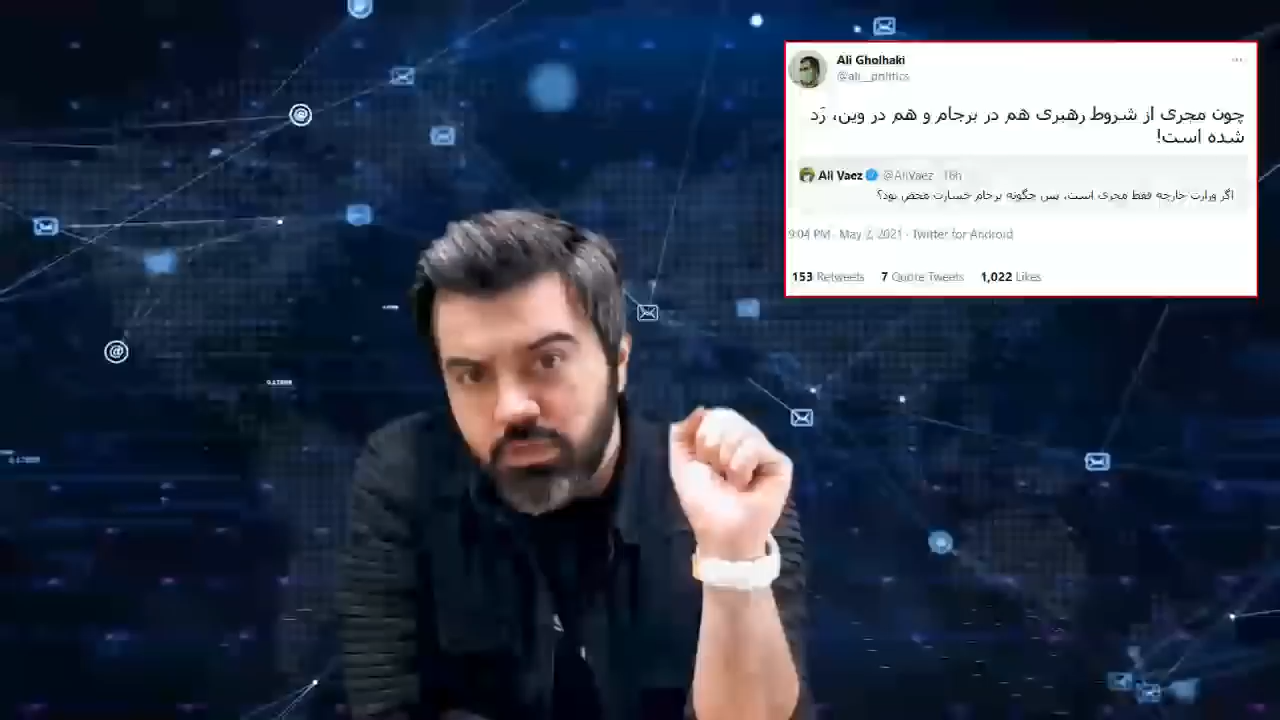 Ali Gholhaki
@ali__politics
چون مجری از شروط رهبری هم در برجام و هم در وین، رَد
شده است!
Ali Vaez @AliVaez · 16h
اگر وزارت خارجه فقط مجری است، پس چگونه برجام خسارت محض بود؟
9:04 PM · May 2, 2021 · Twitter for Android
153 Retweets 7 Quote Tweets 1,022 Likes